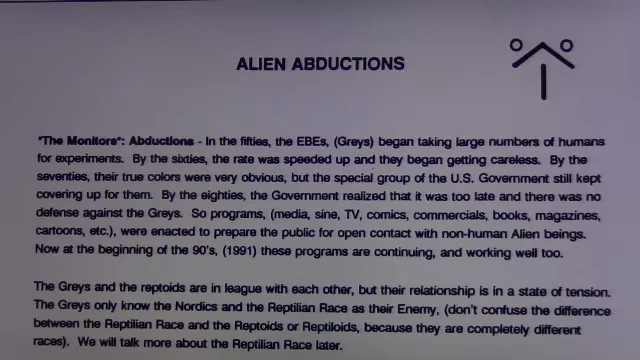 ALIEN ABDUCTIONS
"The Monitors": Abductions - In the fifties, the EBEs, (Greys) began taking large numbers of humans
for experiments. By the sixties, the rate was speeded up and they began getting careless. By the
seventies, their true colors were very obvious, but the special group of the U.S. Government still kept
covering up for them. By the eighties, the Government realized that it was too late and there was no
defense against the Greys. So programs, (media, sine, TV, comics, commercials, books, magazines,
cartoons, etc.), were enacted to prepare the public for open contact with non-human Alien beings.
Now at the beginning of the 90's, (1991) these programs are continuing, and working well too.
The Greys and the reptoids are in league with each other, but their relationship is in a state of tension.
The Greys only know the Nordics and the Reptilian Race as their Enemy, (don't confuse the difference
between the Reptilian Race and the Reptoids or Reptiloids, because they are completely different
races). We will talk more about the Reptilian Race later.